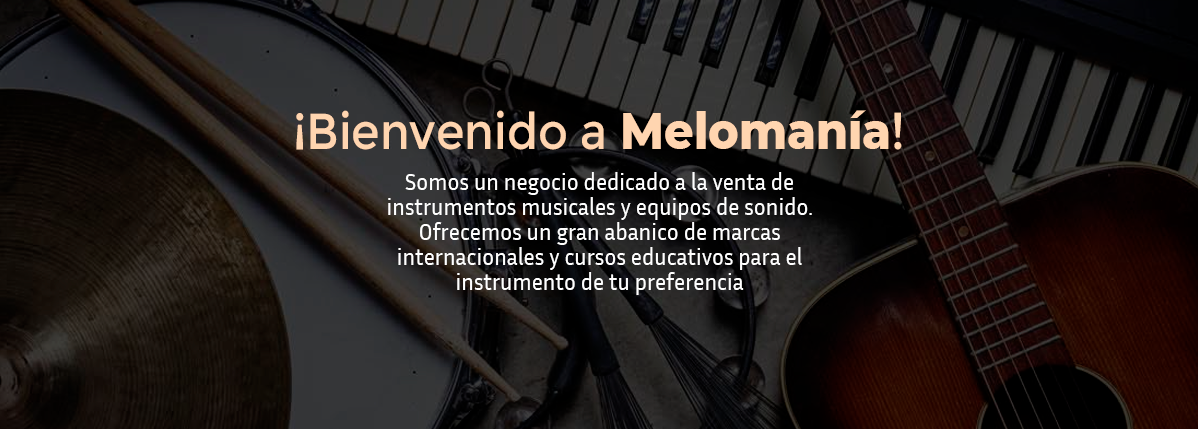 ¡Bienvenido a Melomanía!
Somos un negocio dedicado a la venta de
instrumentos musicales y equipos de sonido.
Ofrecemos un gran abanico de marcas
internacionales y cursos educativos para el
instrumento de tu preferencia